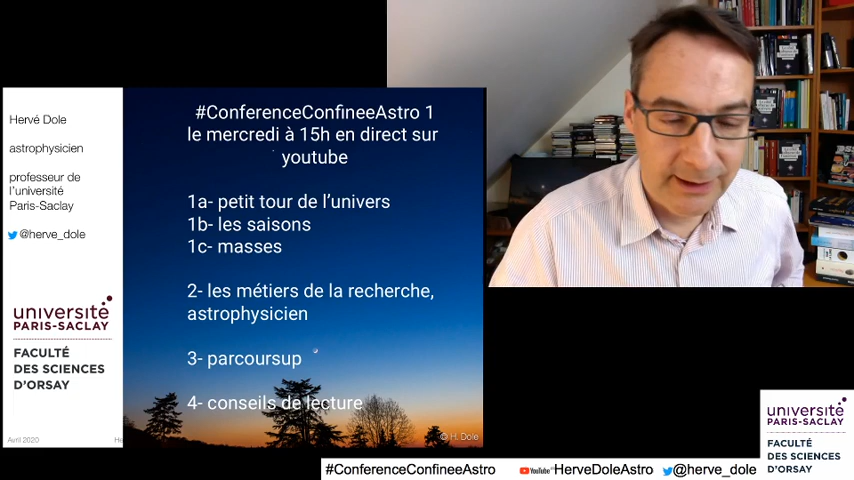 Hervé Dole
astrophysicien
professeur de
l'université
Paris-Saclay
@herve_dole
université
PARIS-SACLAY
FACULTÉ
DES SCIENCES
D'ORSAY
Avril 2020
He
#ConferenceConfineeAstro 1
le mercredi à 15h en direct sur
youtube
1a- petit tour de l'univers
1b- les saisons
1c- masses
2- les métiers de la recherche,
astrophysicien
3- parcoursup
4- conseils de lecture
© H. Dole
#ConferenceConfineeAstro YouTube HerveDoleAstro @herve_dole
université
PARIS-SACLAY
FACULTÉ
DES SCIENCES
D'ORSAY